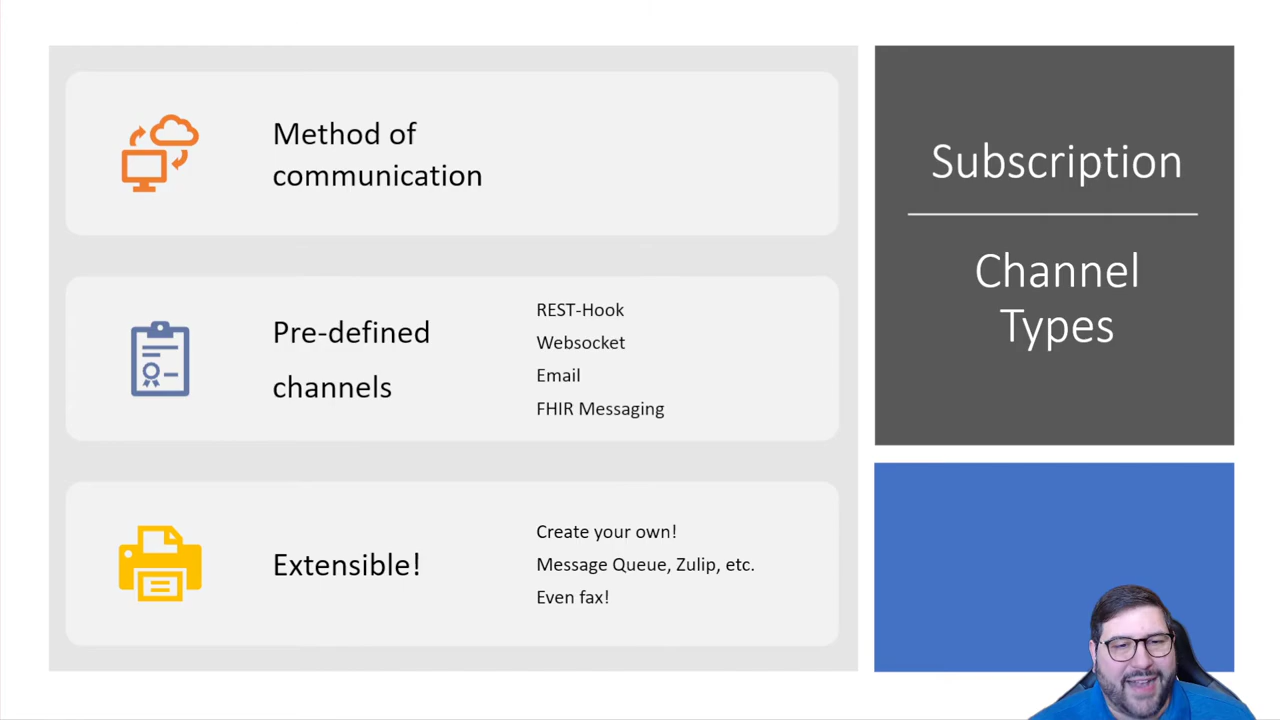 Subscription
Channel
Types
Method of
communication
Pre-defined
channels
REST-Hook
Websocket
Email
FHIR Messaging
Extensible!
Create your own!
Message Queue, Zulip, etc.
Even fax!